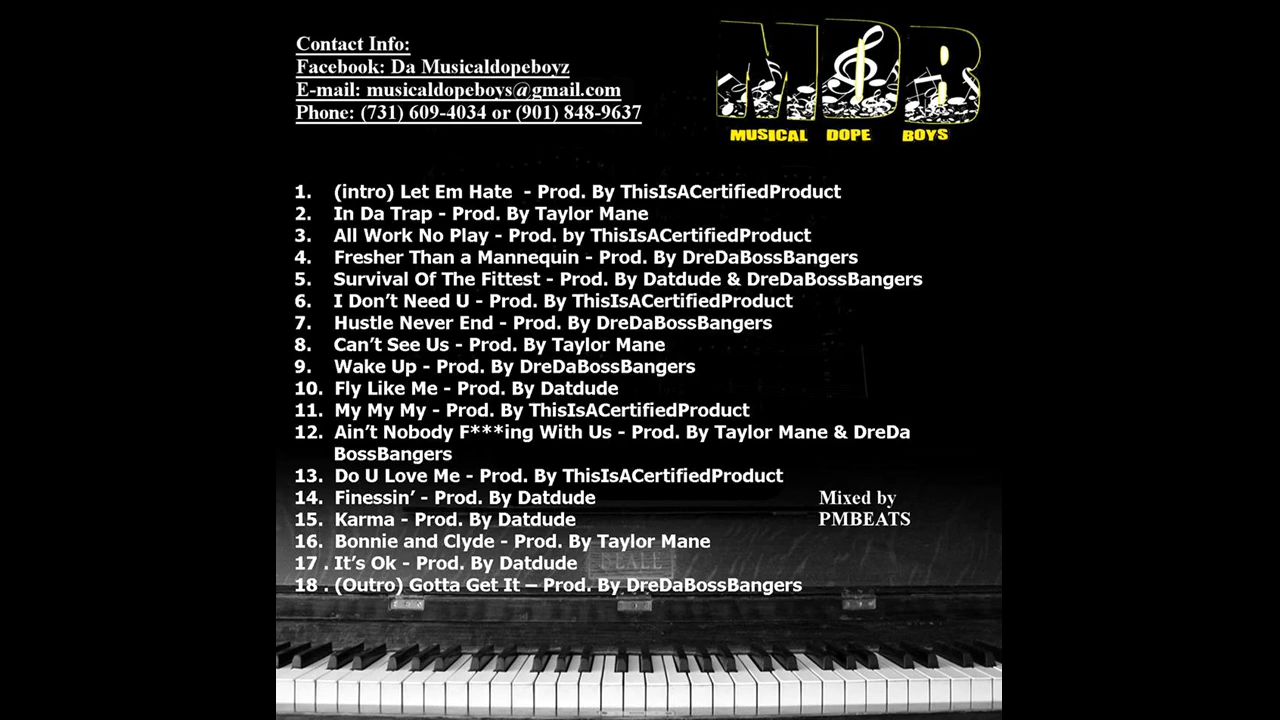 Contact Info:
Facebook: Da Musicaldopeboyz
E-mail: musicaldopeboys@gmail.com
Phone: (731) 609-4034 or (901) 848-9637
MDB
MUSICAL DOPE BOYS
1. (intro) Let Em Hate - Prod. By ThisIsACertifiedProduct
2. In Da Trap - Prod. By Taylor Mane
3. All Work No Play - Prod. by ThisIsACertifiedProduct
4. Fresher Than a Mannequin - Prod. By DreDaBossBangers
5. Survival Of The Fittest - Prod. By Datdude & DreDaBossBangers
6. I Don’t Need U - Prod. By ThisIsACertifiedProduct
7. Hustle Never End - Prod. By DreDaBossBangers
8. Can’t See Us - Prod. By Taylor Mane
9. Wake Up - Prod. By DreDaBossBangers
10. Fly Like Me - Prod. By Datdude
11. My My My - Prod. By ThisIsACertifiedProduct
12. Ain’t Nobody F***ing With Us - Prod. By Taylor Mane & DreDa
BossBangers
13. Do U Love Me - Prod. By ThisIsACertifiedProduct
14. Finessin’ - Prod. By Datdude
15. Karma - Prod. By Datdude
16. Bonnie and Clyde - Prod. By Taylor Mane
17 . It’s Ok - Prod. By Datdude
18 . (Outro) Gotta Get It – Prod. By DreDaBossBangers
Mixed by
PMBEATS
BEALE